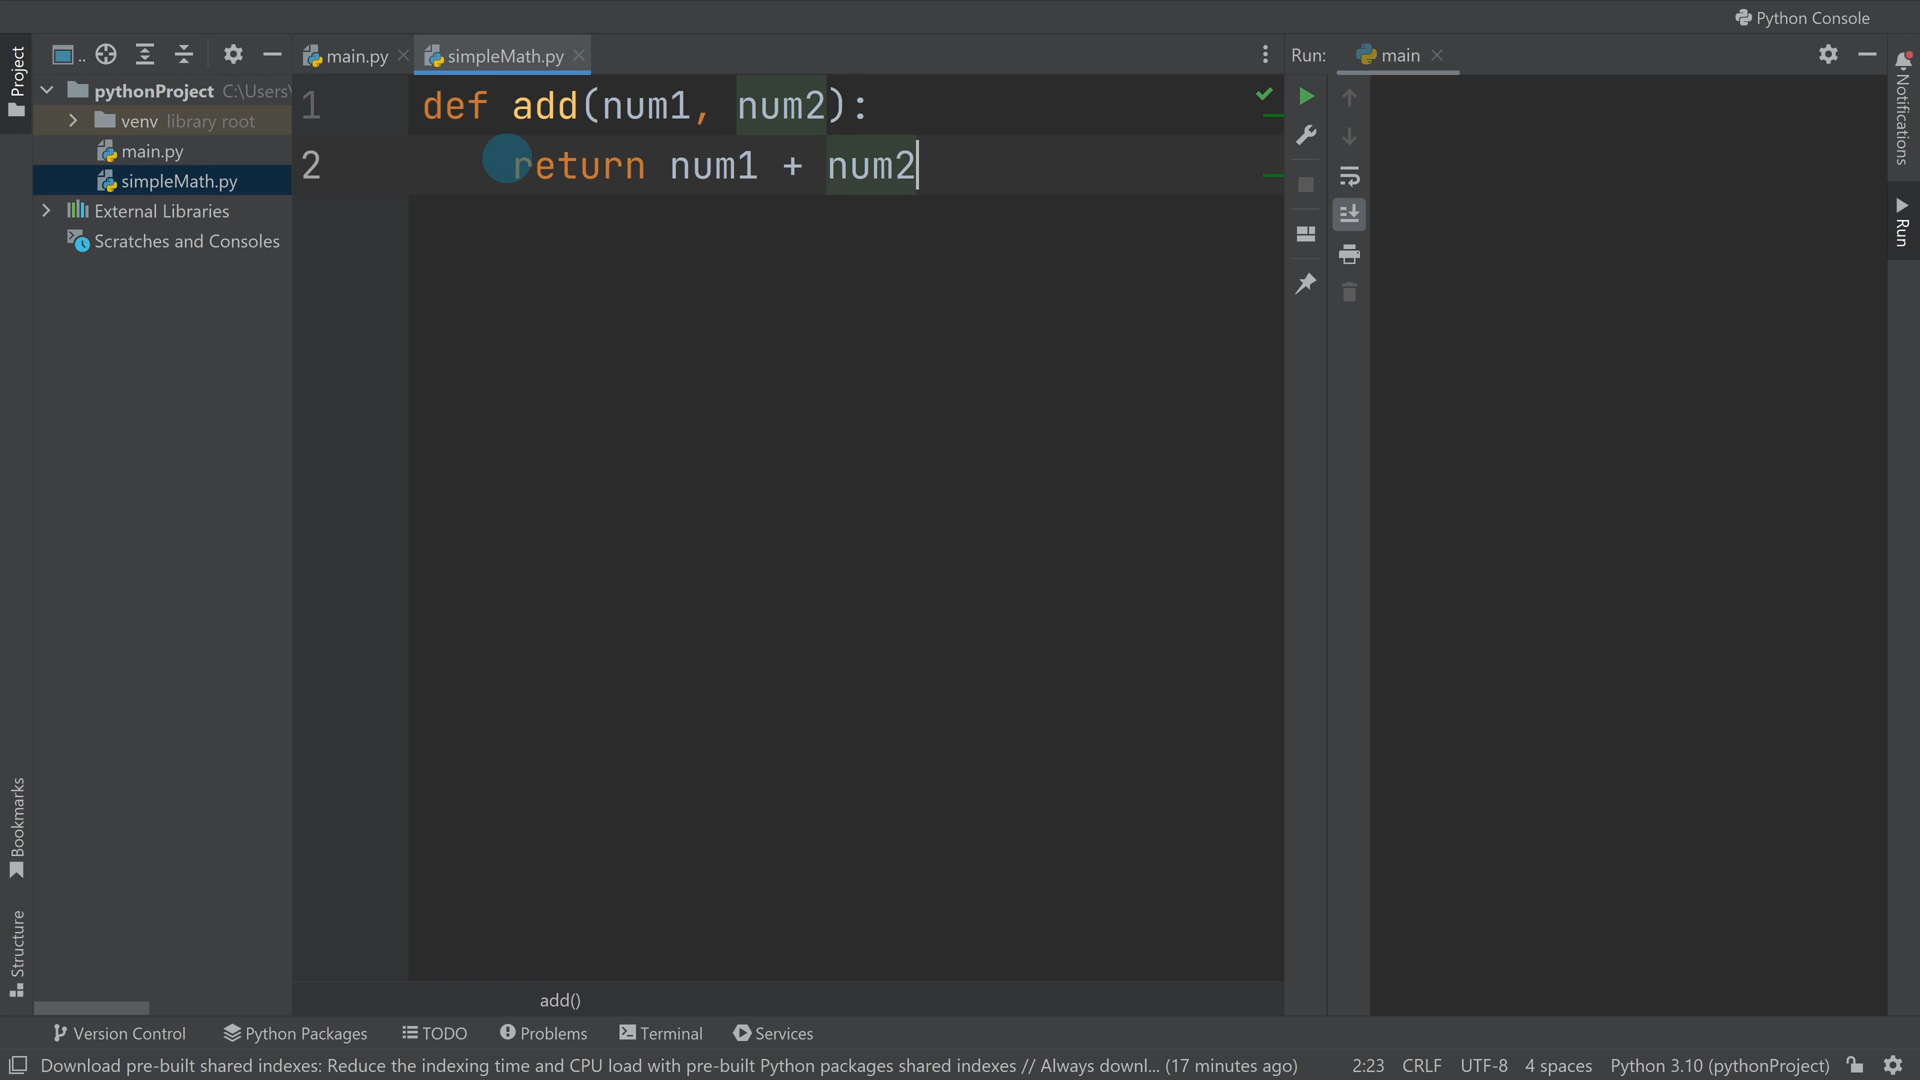 Python Console
Project
..
main.py
simpleMath.py
Run:
main
Notifications
Run
pythonProject C:\Users\
venv library root
main.py
simpleMath.py
External Libraries
Scratches and Consoles
1 def add(num1, num2):
2 return num1 + num2
Bookmarks
Structure
add()
Version Control
Python Packages
TODO
Problems
Terminal
Services
Download pre-built shared indexes: Reduce the indexing time and CPU load with pre-built Python packages shared indexes // Always downl... (17 minutes ago)
2:23 CRLF UTF-8 4 spaces Python 3.10 (pythonProject)